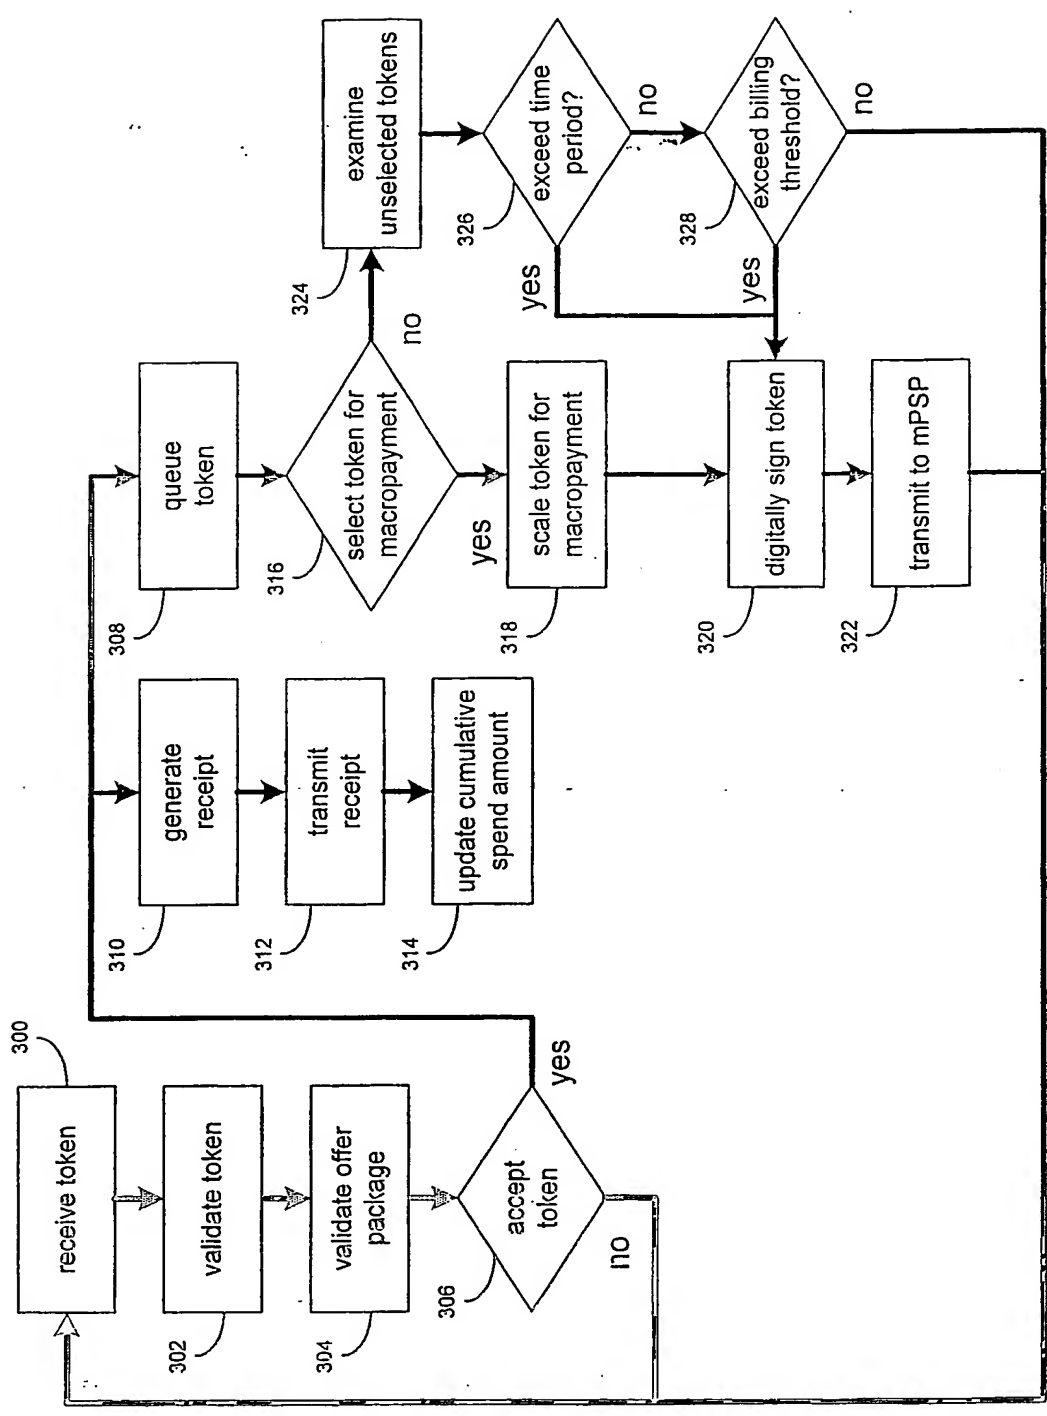 300
receive token
302
validate token
304
validate offer
package
306
accept
token
yes
no
310
generate
receipt
312
transmit
receipt
314
update cumulative
spend amount
308
queue
token
316
select token for
macropayment
yes
no
318
scale token for
macropayment
320
digitally sign token
322
transmit to mPSP
324
examine
unselected tokens
326
exceed time
period?
yes
no
328
exceed billing
threshold?
yes
no